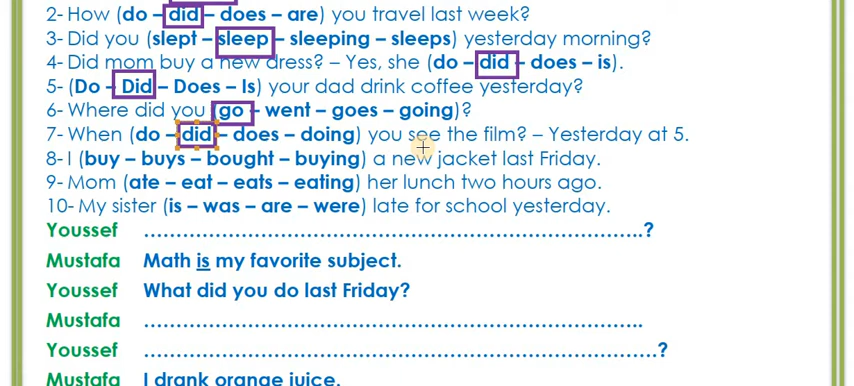 2- How (do – did – does – are) you travel last week?
3- Did you (slept – sleep – sleeping – sleeps) yesterday morning?
4- Did mom buy a new dress? – Yes, she (do – did – does – is).
5- (Do – Did – Does – Is) your dad drink coffee yesterday?
6- Where did you (go – went – goes – going)?
7- When (do – did – does – doing) you see the film? – Yesterday at 5.
8- I (buy – buys – bought – buying) a new jacket last Friday.
9- Mom (ate – eat – eats – eating) her lunch two hours ago.
10- My sister (is – was – are – were) late for school yesterday.
Youssef ……………………………………………………….?
Mustafa Math is my favorite subject.
Youssef What did you do last Friday?
Mustafa ………………………………………………………..
Youssef ………………………………………………………….?
Mustafa I drank orange juice.